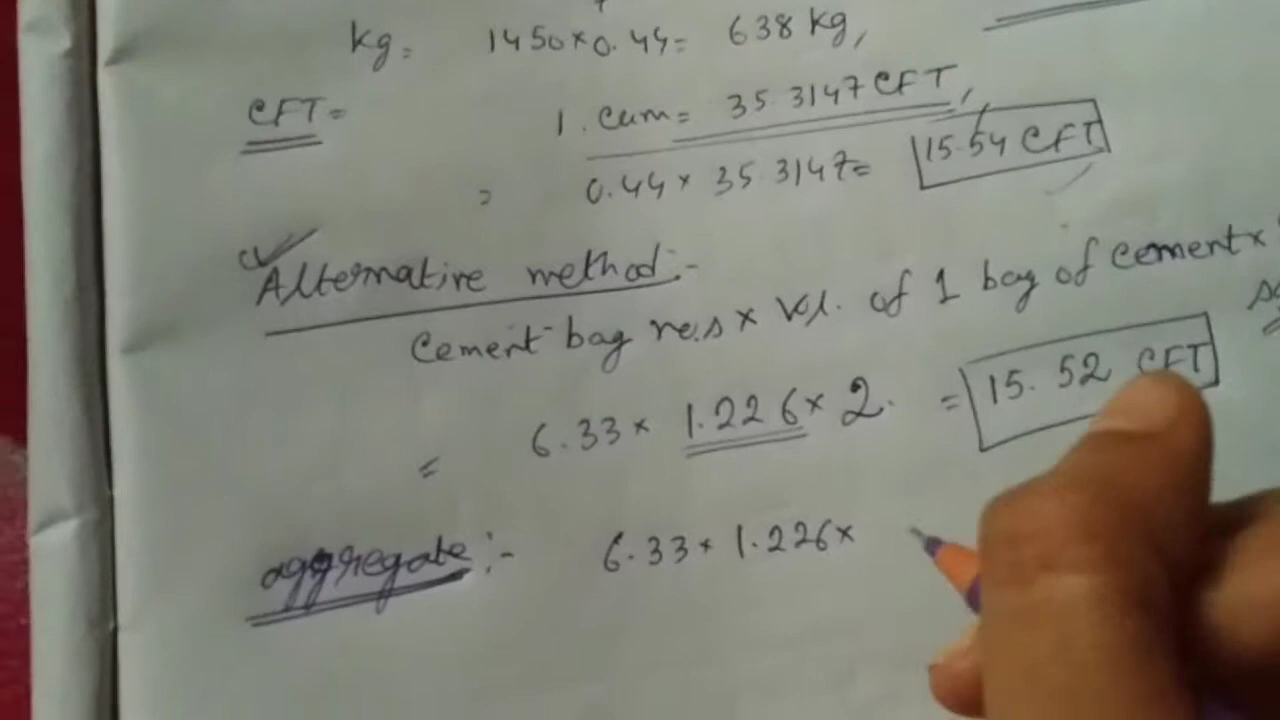 kg = 1450×0.44= 638 kg,
CFT= 1. cum= 35.3147 CFT,
= 0.44× 35.3147= 15.54 CFT
Alternative method:-
Cement bag nes× Vol. of 1 bag of cement×
= 6.33× 1.226× 2. = 15.52 CFT
aggregate:- 6.33× 1.226×